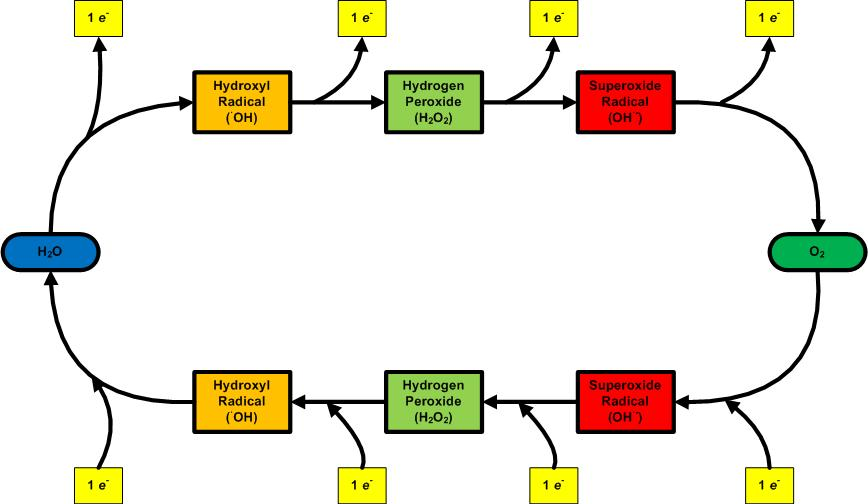 1 e⁻
1 e⁻
1 e⁻
1 e⁻
Hydroxyl
Radical
(˙OH)
Hydrogen
Peroxide
(H₂O₂)
Superoxide
Radical
(OH˙⁻)
H₂O
O₂
Hydroxyl
Radical
(˙OH)
Hydrogen
Peroxide
(H₂O₂)
Superoxide
Radical
(OH˙⁻)
1 e⁻
1 e⁻
1 e⁻
1 e⁻